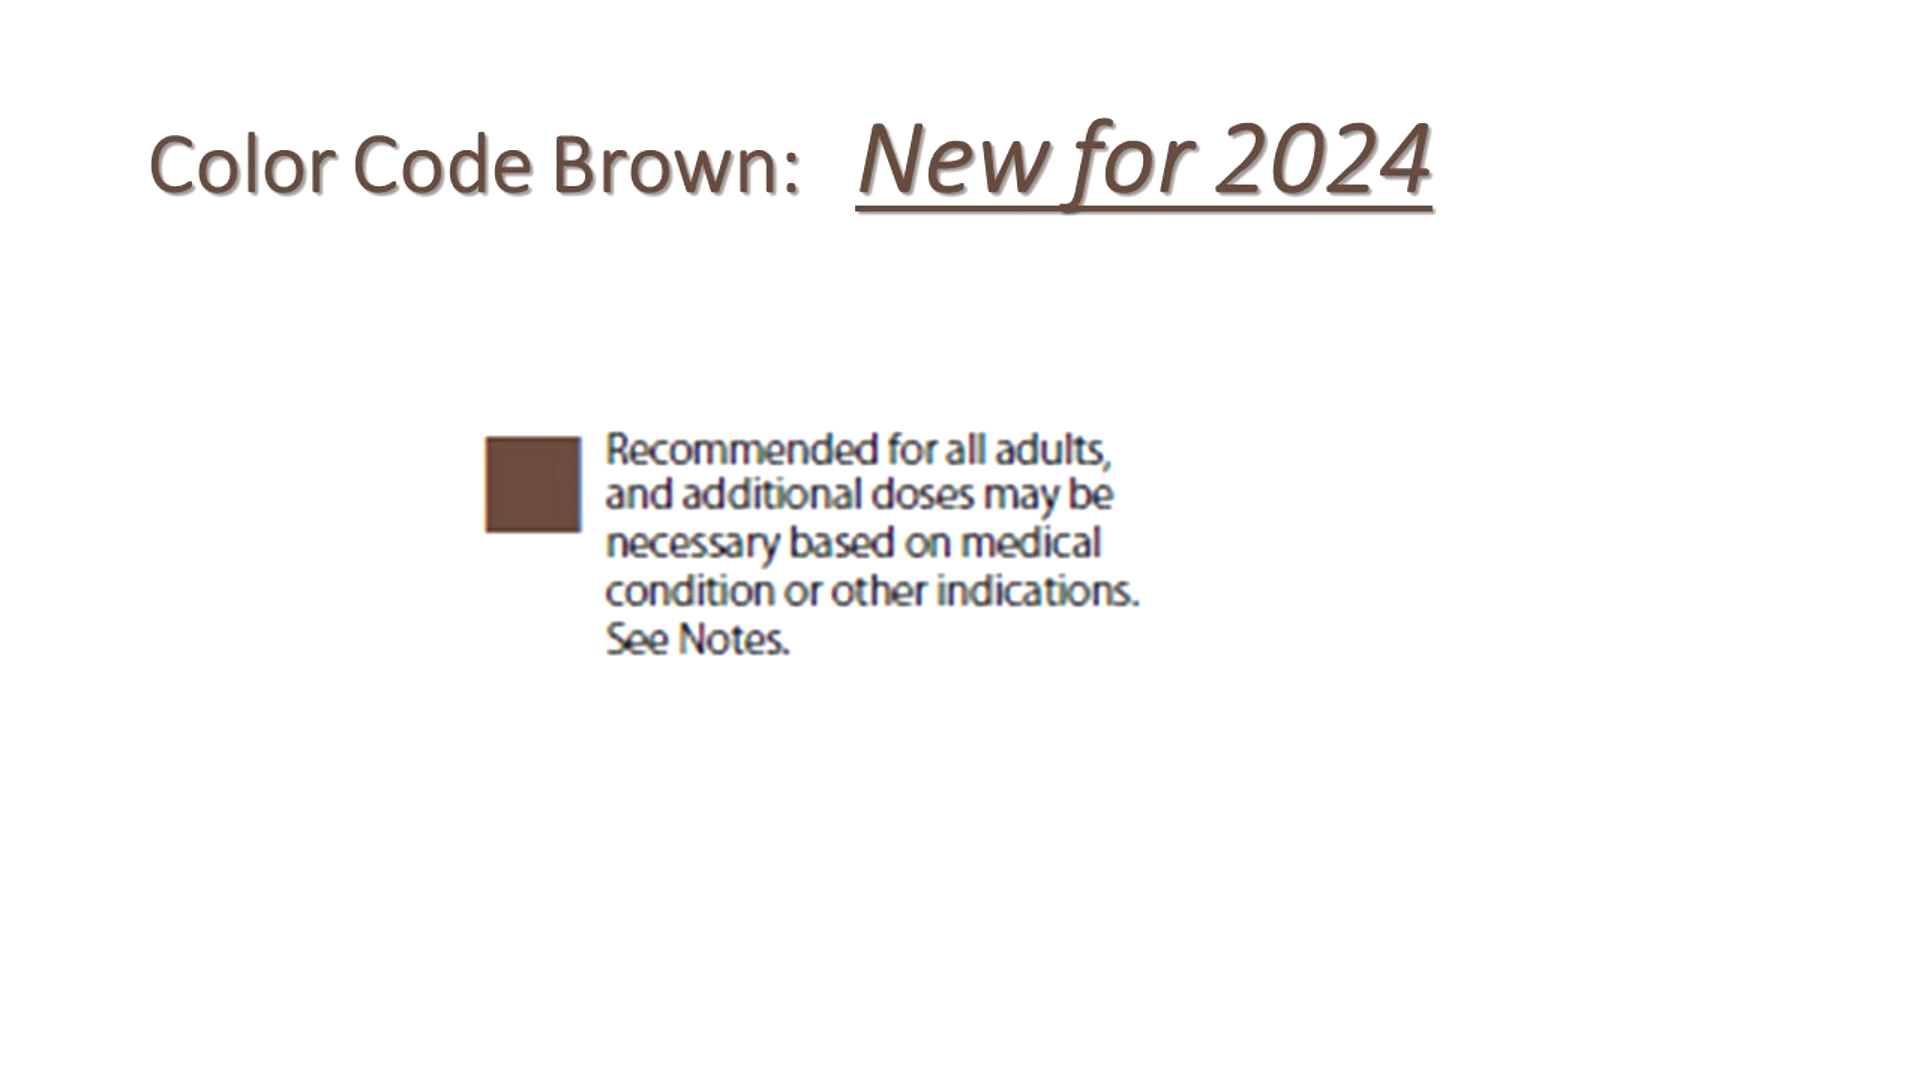 Color Code Brown: New for 2024
Recommended for all adults,
and additional doses may be
necessary based on medical
condition or other indications.
See Notes.